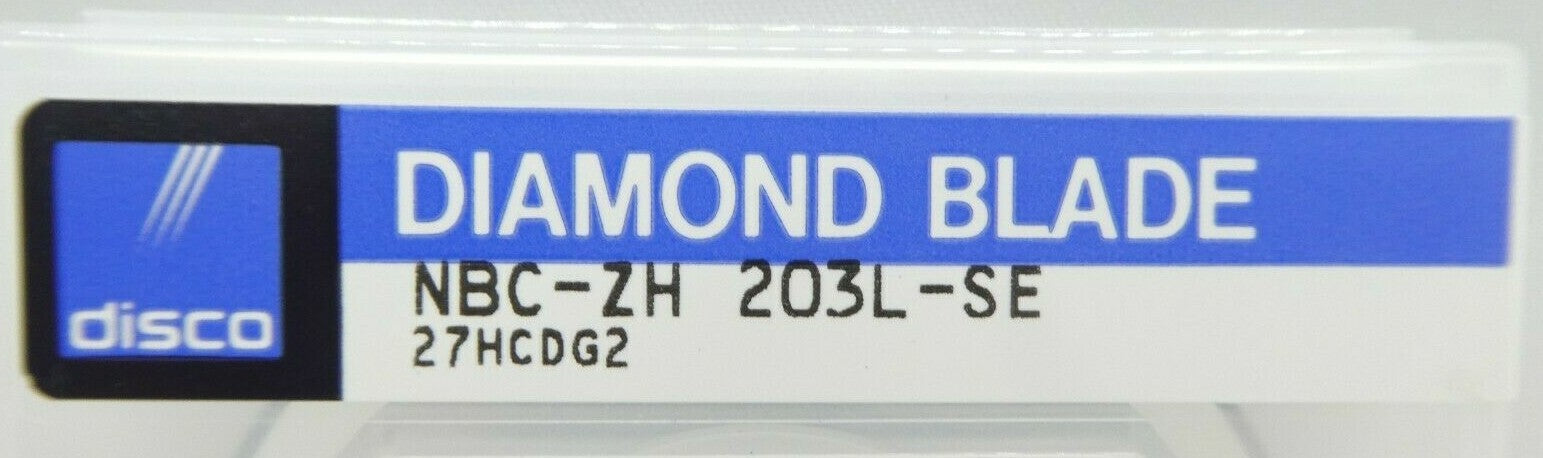 disco
DIAMOND BLADE
NBC-ZH 203L-SE
27HCDG2